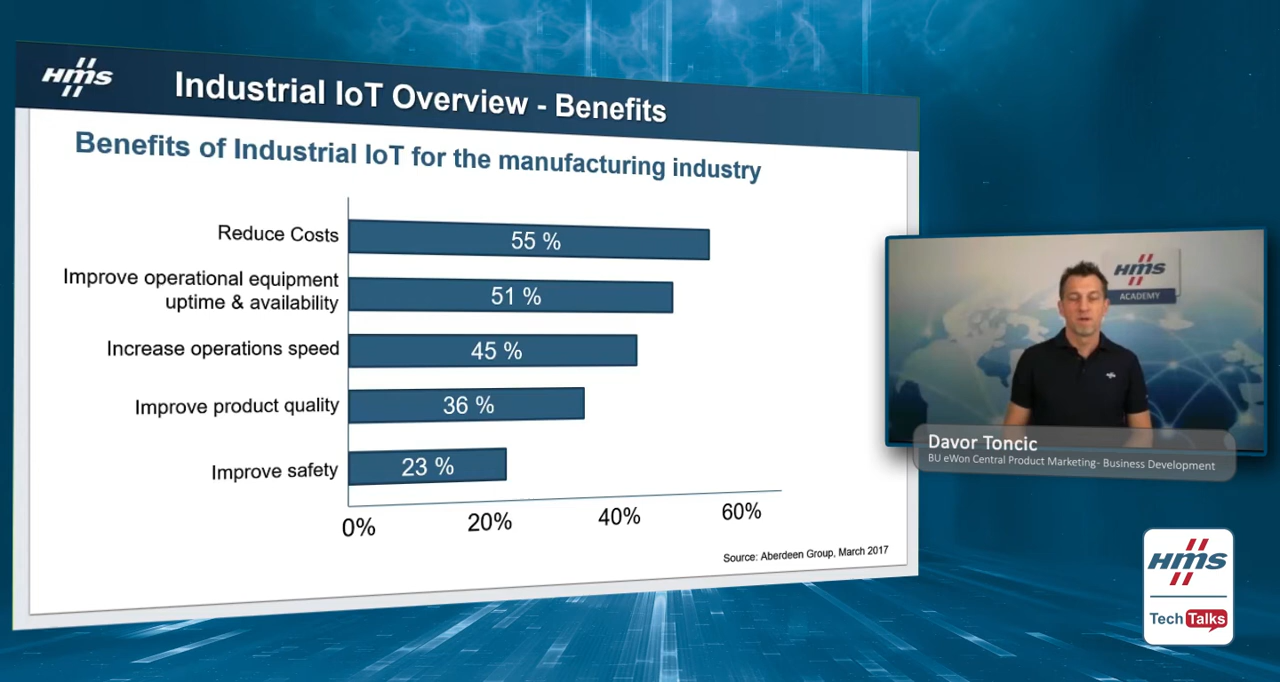 HMS
Industrial IoT Overview - Benefits
Benefits of Industrial IoT for the manufacturing industry
Reduce Costs
55 %
Improve operational equipment
uptime & availability
51 %
Increase operations speed
45 %
Improve product quality
36 %
Improve safety
23 %
0%
20%
40%
60%
Source: Aberdeen Group, March 2017
HMS
ACADEMY
Davor Toncic
BU eWon Central Product Marketing- Business Development
HMS
Tech Talks